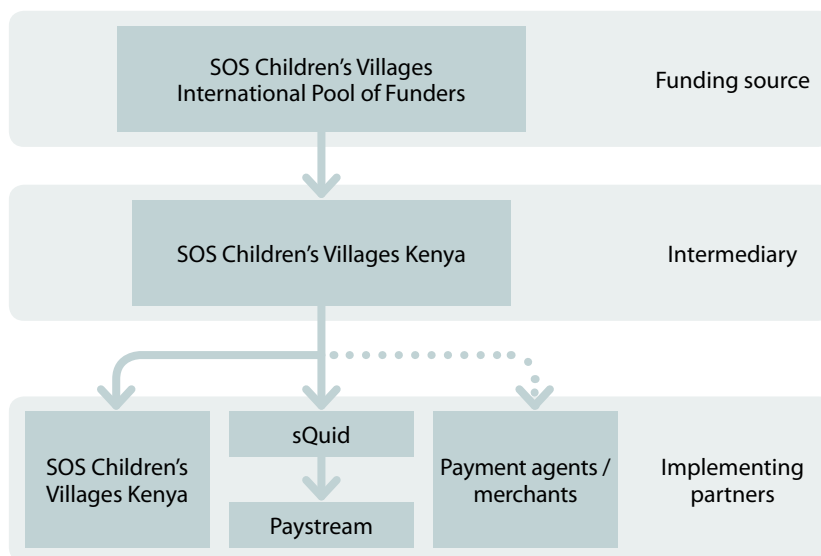 SOS Children’s Villages
International Pool of Funders
Funding source
SOS Children’s Villages Kenya
Intermediary
SOS Children’s
Villages Kenya
sQuid
Paystream
Payment agents /
merchants
Implementing
partners